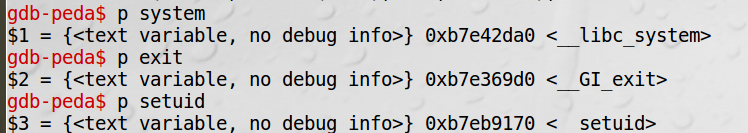 gdb-peda$ p system
$1 = {<text variable, no debug info>} 0xb7e42da0 <__libc_system>
gdb-peda$ p exit
$2 = {<text variable, no debug info>} 0xb7e369d0 <__GI_exit>
gdb-peda$ p setuid
$3 = {<text variable, no debug info>} 0xb7eb9170 <__setuid>